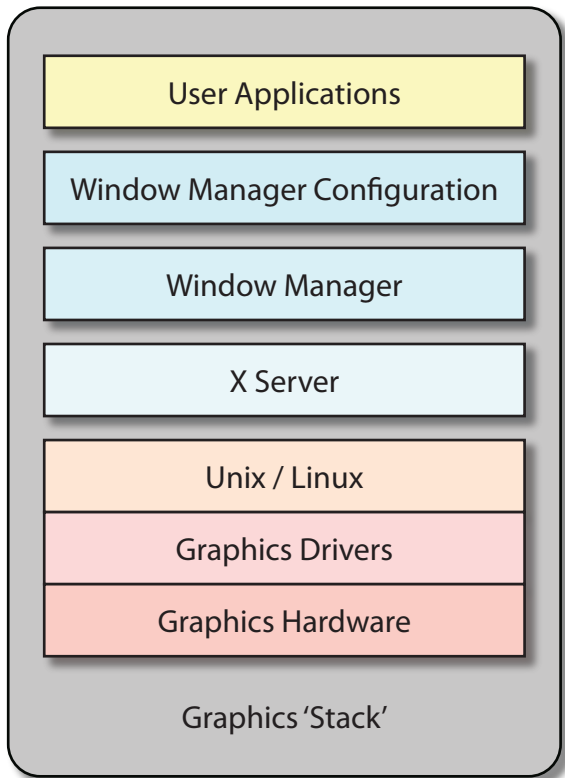 User Applications
Window Manager Configuration
Window Manager
X Server
Unix / Linux
Graphics Drivers
Graphics Hardware
Graphics ‘Stack’